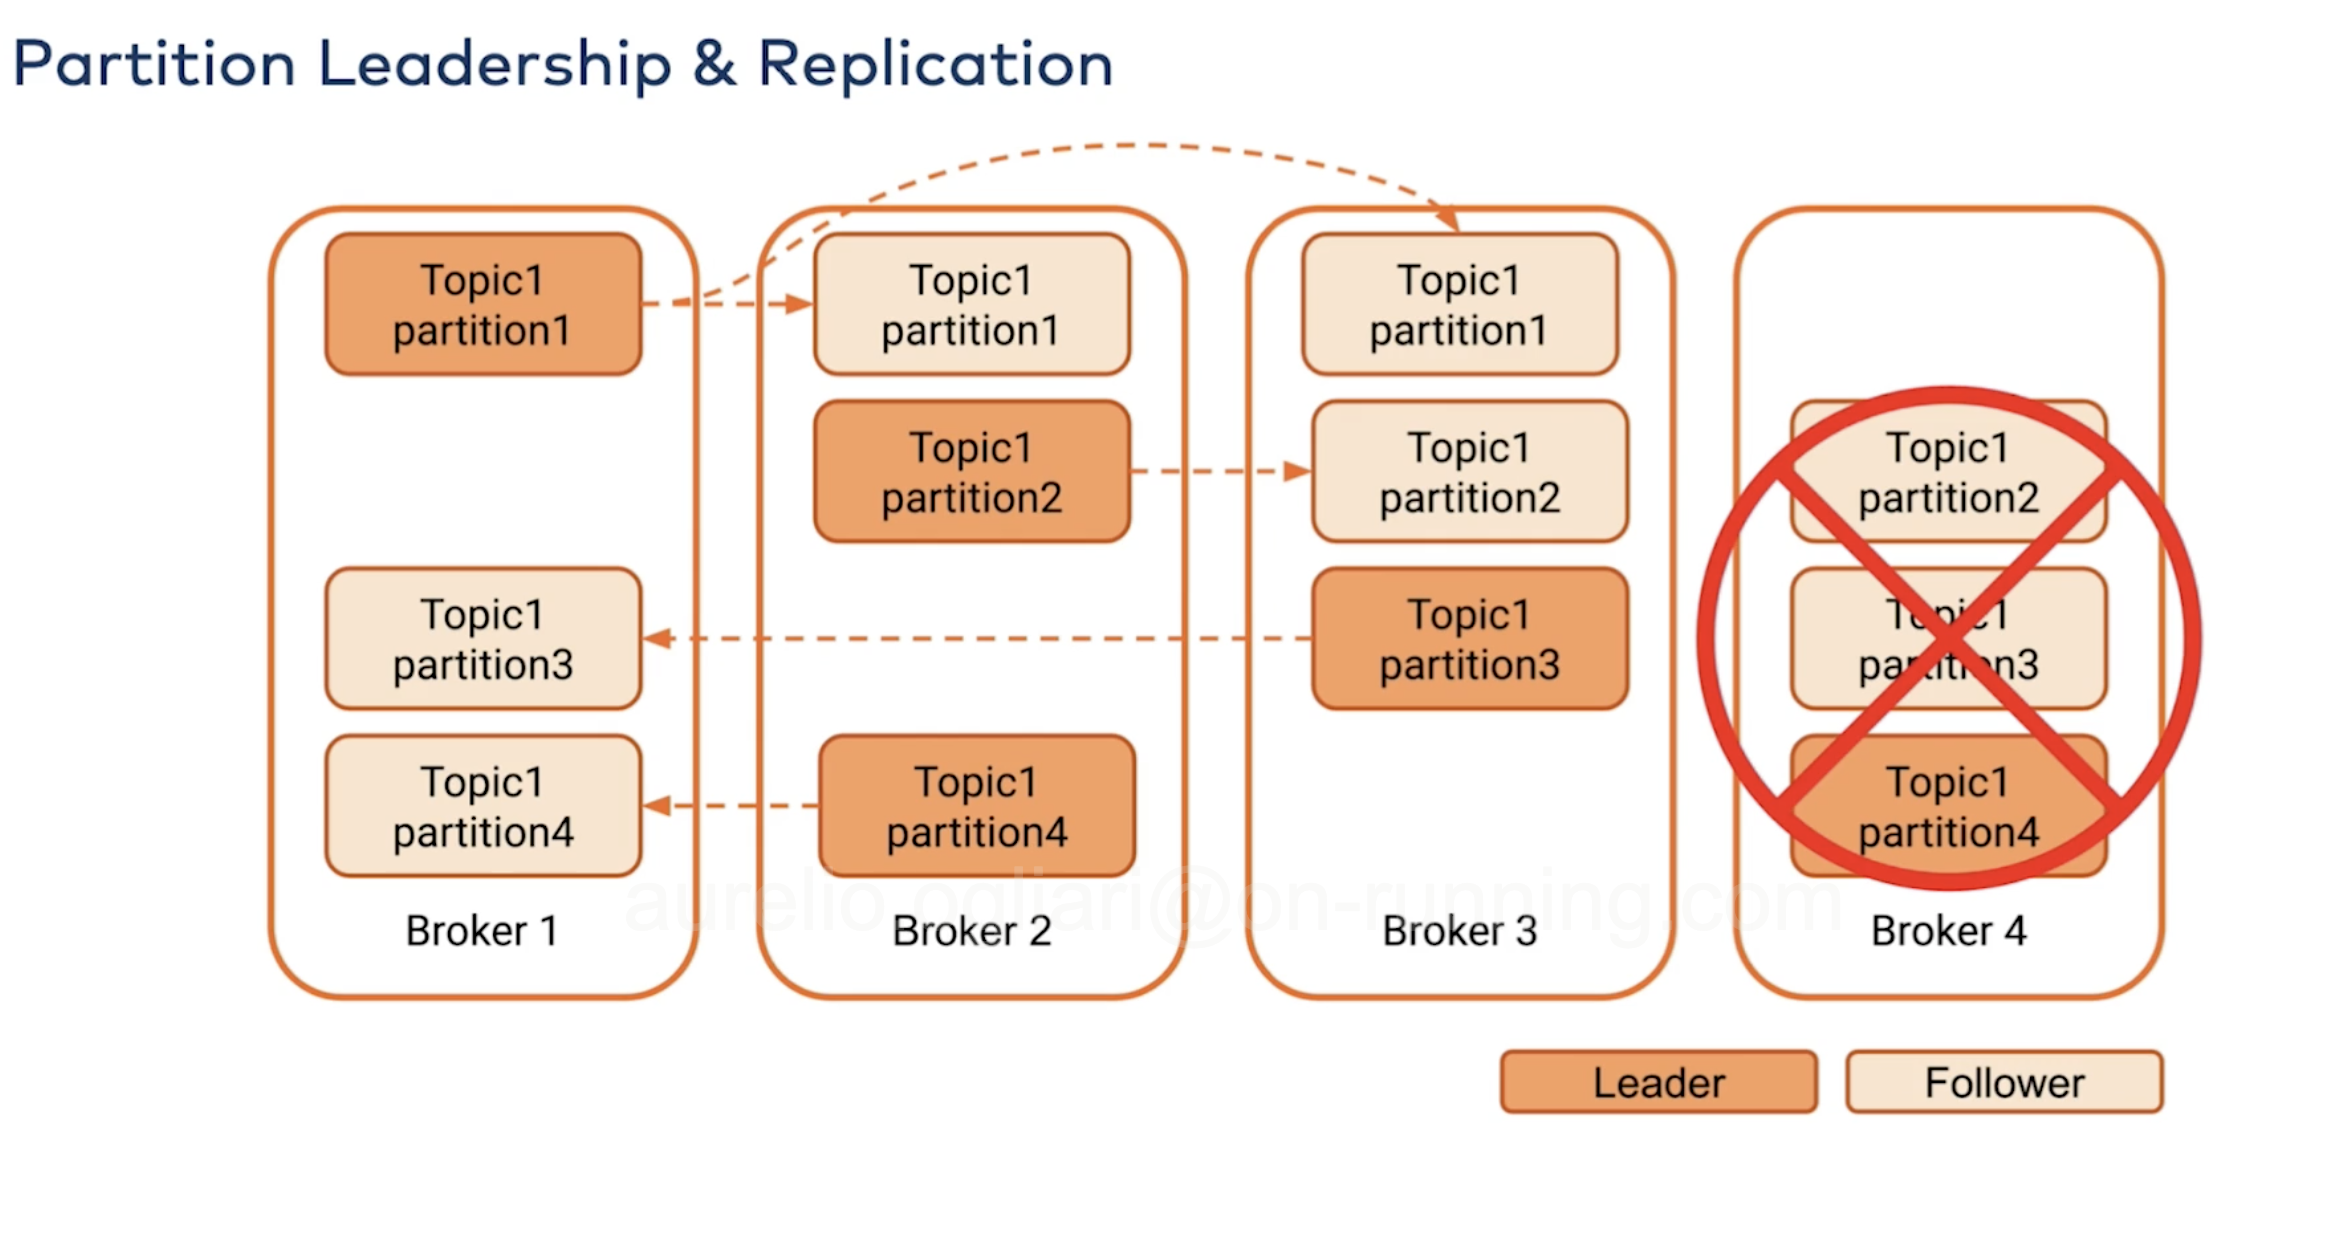 Partition Leadership & Replication
Topic1
partition1
Topic1
partition3
Topic1
partition4
Broker 1
Topic1
partition1
Topic1
partition2
Topic1
partition4
Broker 2
Topic1
partition1
Topic1
partition2
Topic1
partition3
Broker 3
Topic1
partition2
Topic1
partition3
Topic1
partition4
Broker 4
aurelio.ogliari@on-running.com
Leader
Follower